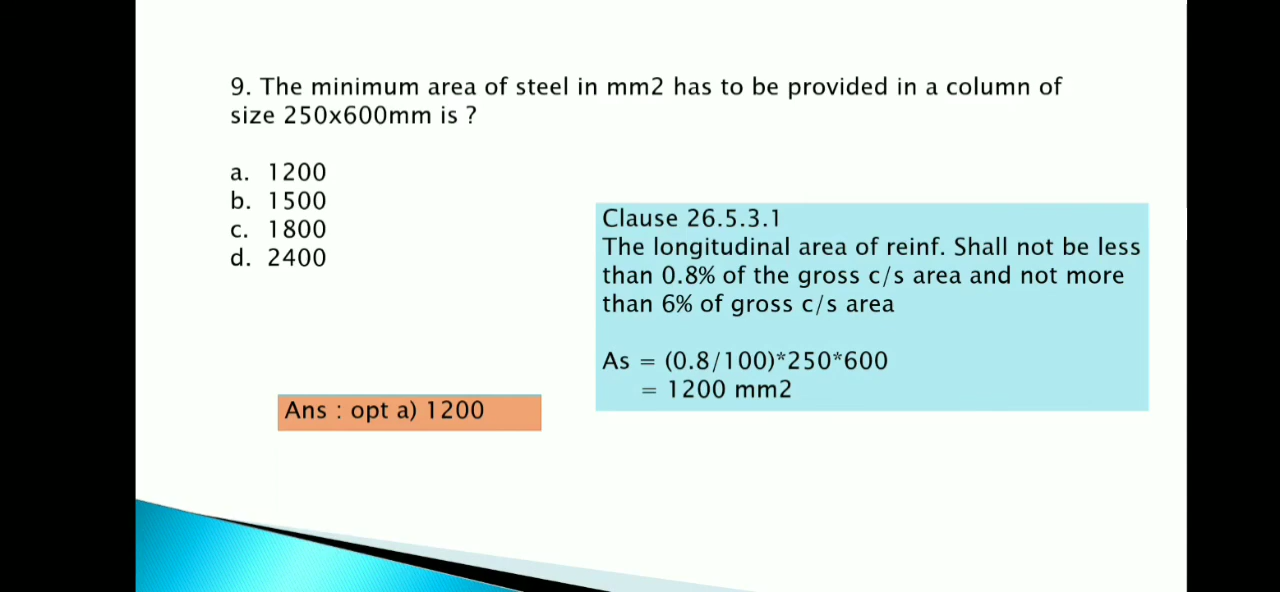 9. The minimum area of steel in mm2 has to be provided in a column of
size 250x600mm is ?
a. 1200
b. 1500
c. 1800
d. 2400
Clause 26.5.3.1
The longitudinal area of reinf. Shall not be less
than 0.8% of the gross c/s area and not more
than 6% of gross c/s area
As = (0.8/100)*250*600
= 1200 mm2
Ans : opt a) 1200